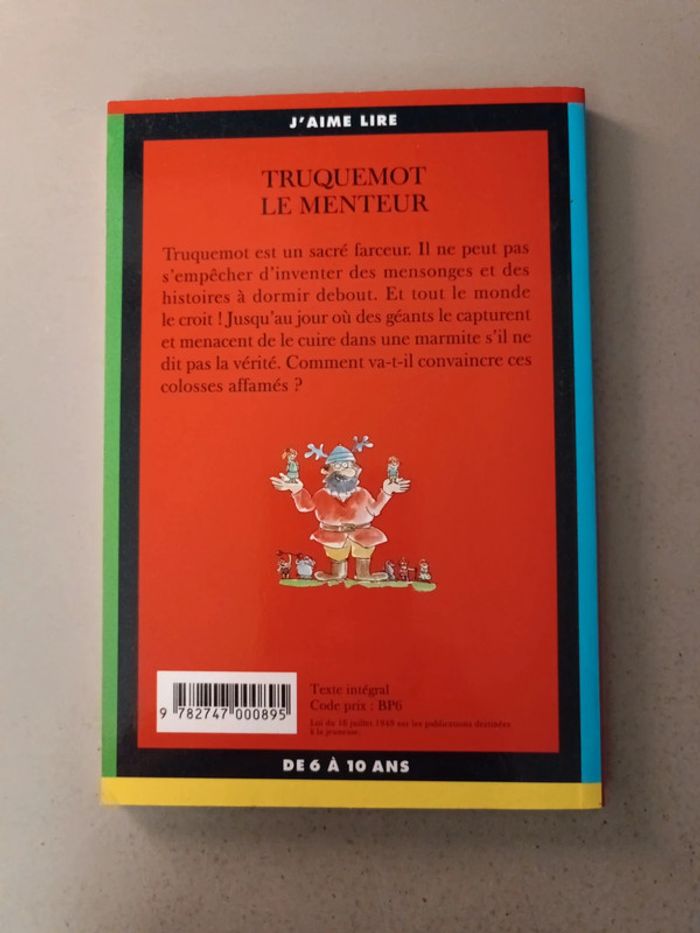 J'AIME LIRE
TRUQUEMOT
LE MENTEUR
Truquemot est un sacré farceur. Il ne peut pas
s'empêcher d'inventer des mensonges et des
histoires à dormir debout. Et tout le monde
le croit ! Jusqu'au jour où des géants le capturent
et menacent de le cuire dans une marmite s'il ne
dit pas la vérité. Comment va-t-il convaincre ces
colosses affamés ?
Texte intégral
Code prix : BP6
Loi du 16 juillet 1949 sur les publications destinées
à la jeunesse.
9 782747 000895
DE 6 À 10 ANS